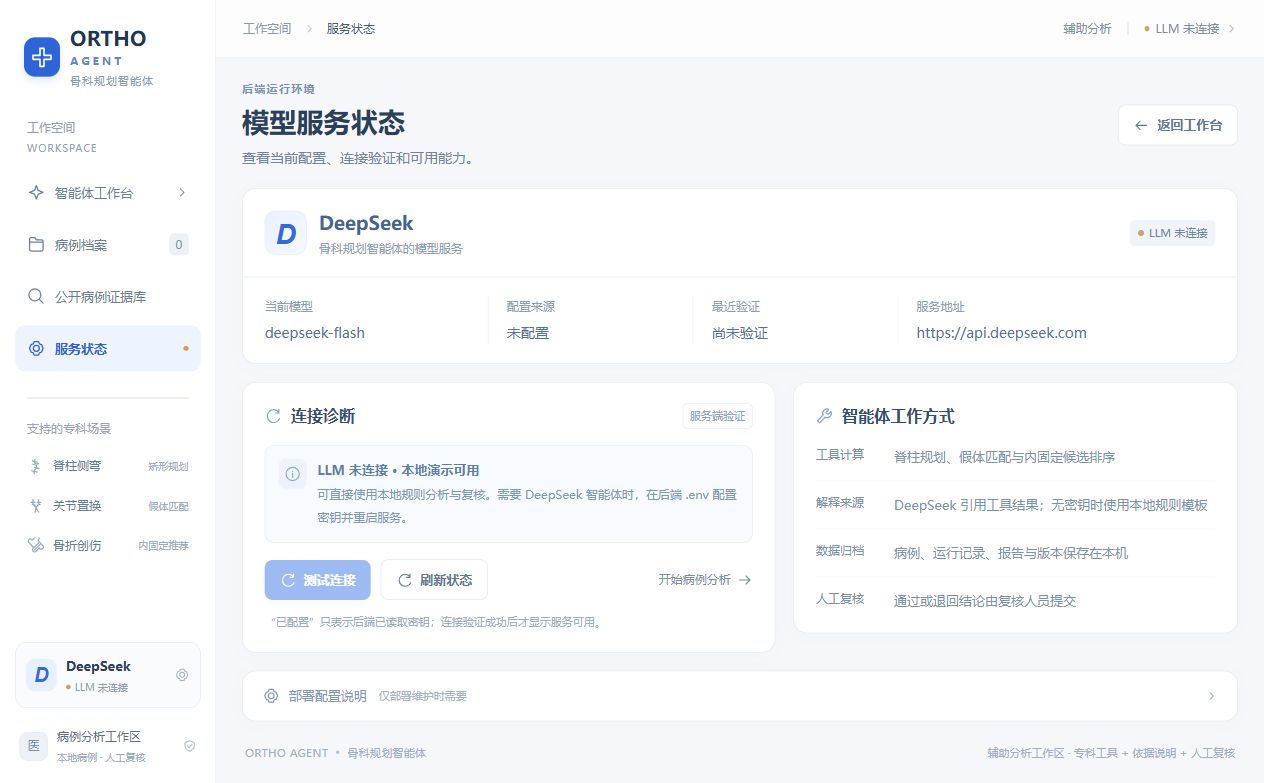 ORTHO
AGENT
骨科规划智能体
工作空间
WORKSPACE
智能体工作台
病例档案 0
公开病例证据库
服务状态
支持的专科场景
脊柱侧弯 矫形规划
关节置换 假体匹配
骨折创伤 内固定推荐
D DeepSeek
LLM 未连接
医 病例分析工作区
本地病例 · 人工复核
工作空间 服务状态
辅助分析 LLM 未连接
后端运行环境
模型服务状态
查看当前配置、连接验证和可用能力。
返回工作台
D DeepSeek
骨科规划智能体的模型服务
LLM 未连接
当前模型
deepseek-flash
配置来源
未配置
最近验证
尚未验证
服务地址
https://api.deepseek.com
连接诊断
服务端验证
LLM 未连接 • 本地演示可用
可直接使用本地规则分析与复核。需要 DeepSeek 智能体时，在后端 .env 配置
密钥并重启服务。
测试连接 刷新状态 开始病例分析
“已配置”只表示后端已读取密钥；连接验证成功后才显示服务可用。
智能体工作方式
工具计算 脊柱规划、假体匹配与内固定候选排序
解释来源 DeepSeek 引用工具结果；无密钥时使用本地规则模板
数据归档 病例、运行记录、报告与版本保存在本机
人工复核 通过或退回结论由复核人员提交
部署配置说明 仅部署维护时需要
ORTHO AGENT • 骨科规划智能体
辅助分析工作区 · 专科工具 + 依据说明 + 人工复核